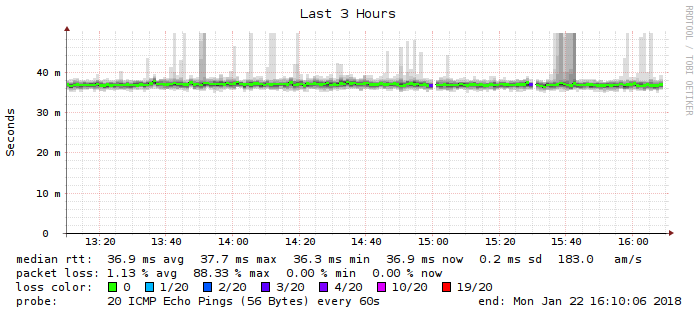 Last 3 Hours
RRDTOOL / TOBI OETIKER
Seconds
40 m
30 m
20 m
10 m
0
13:20 13:40 14:00 14:20 14:40 15:00 15:20 15:40 16:00
median rtt: 36.9 ms avg 37.7 ms max 36.3 ms min 36.9 ms now 0.2 ms sd 183.0 am/s
packet loss: 1.13 % avg 88.33 % max 0.00 % min 0.00 % now
loss color: 0 1/20 2/20 3/20 4/20 10/20 19/20
probe: 20 ICMP Echo Pings (56 Bytes) every 60s end: Mon Jan 22 16:10:06 2018